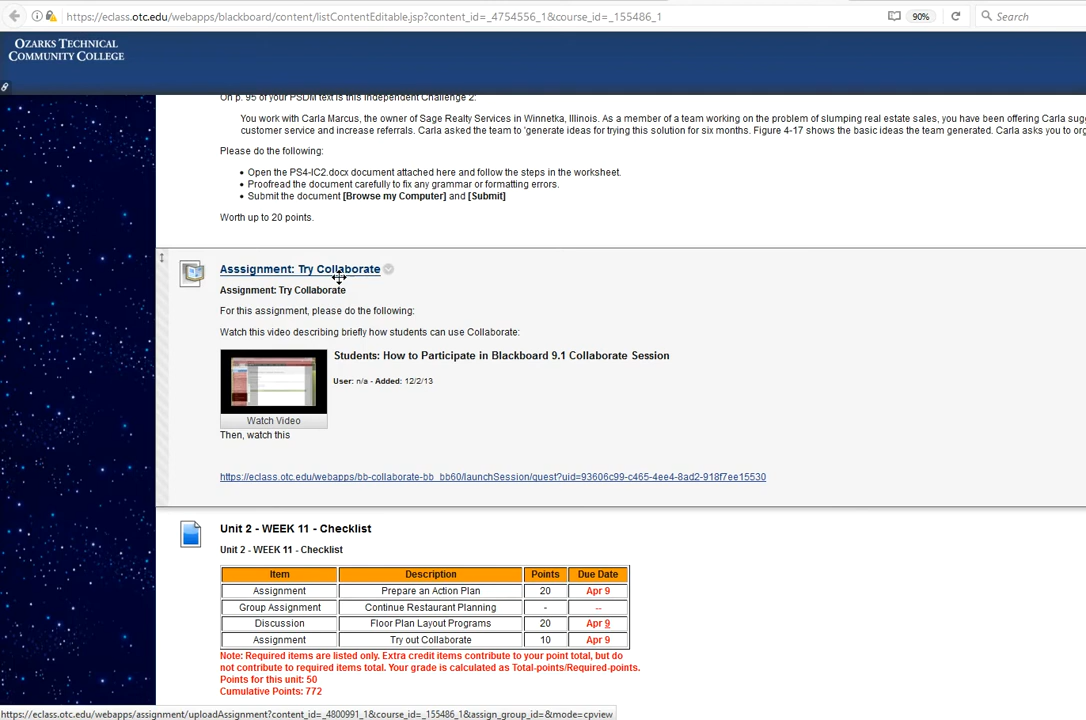 https://eclass.otc.edu/webapps/blackboard/content/listContentEditable.jsp?content_id=_4754556_1&course_id=_155486_1
90%
Search
OZARKS TECHNICAL
COMMUNITY COLLEGE
On p. 95 of your PSDM text is this Independent Challenge 2:
You work with Carla Marcus, the owner of Sage Realty Services in Winnetka, Illinois. As a member of a team working on the problem of slumping real estate sales, you have been offering Carla sugg
customer service and increase referrals. Carla asked the team to 'generate ideas for trying this solution for six months. Figure 4-17 shows the basic ideas the team generated. Carla asks you to org
Please do the following:
• Open the PS4-IC2.docx document attached here and follow the steps in the worksheet.
• Proofread the document carefully to fix any grammar or formatting errors.
• Submit the document [Browse my Computer] and [Submit]
Worth up to 20 points.
Asssignment: Try Collaborate
Assignment: Try Collaborate
For this assignment, please do the following:
Watch this video describing briefly how students can use Collaborate:
Students: How to Participate in Blackboard 9.1 Collaborate Session
User: n/a - Added: 12/2/13
Watch Video
Then, watch this
https://eclass.otc.edu/webapps/bb-collaborate-bb_bb60/launchSession/guest?uid=93606c99-c465-4ee4-8ad2-918f7ee15530
Unit 2 - WEEK 11 - Checklist
Unit 2 - WEEK 11 - Checklist
Item Description Points Due Date
Assignment Prepare an Action Plan 20 Apr 9
Group Assignment Continue Restaurant Planning - --
Discussion Floor Plan Layout Programs 20 Apr 9
Assignment Try out Collaborate 10 Apr 9
Note: Required items are listed only. Extra credit items contribute to your point total, but do
not contribute to required items total. Your grade is calculated as Total-points/Required-points.
Points for this unit: 50
Cumulative Points: 772
https://eclass.otc.edu/webapps/assignment/uploadAssignment?content_id=_4800991_1&course_id=_155486_1&assign_group_id=&mode=cpview